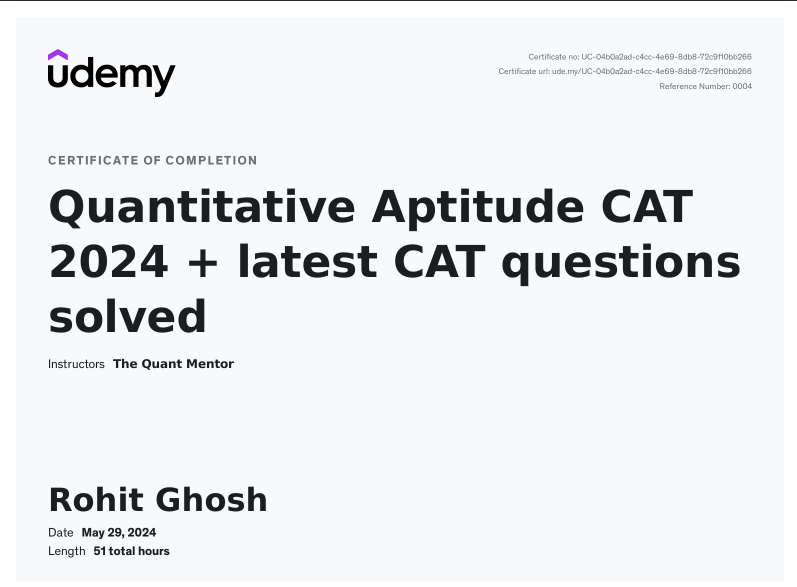 udemy
Certificate no: UC-04b0a2ad-c4cc-4e69-8db8-72c9f10bb266
Certificate url: ude.my/UC-04b0a2ad-c4cc-4e69-8db8-72c9f10bb266
Reference Number: 0004
CERTIFICATE OF COMPLETION
Quantitative Aptitude CAT
2024 + latest CAT questions
solved
Instructors The Quant Mentor
Rohit Ghosh
Date May 29, 2024
Length 51 total hours